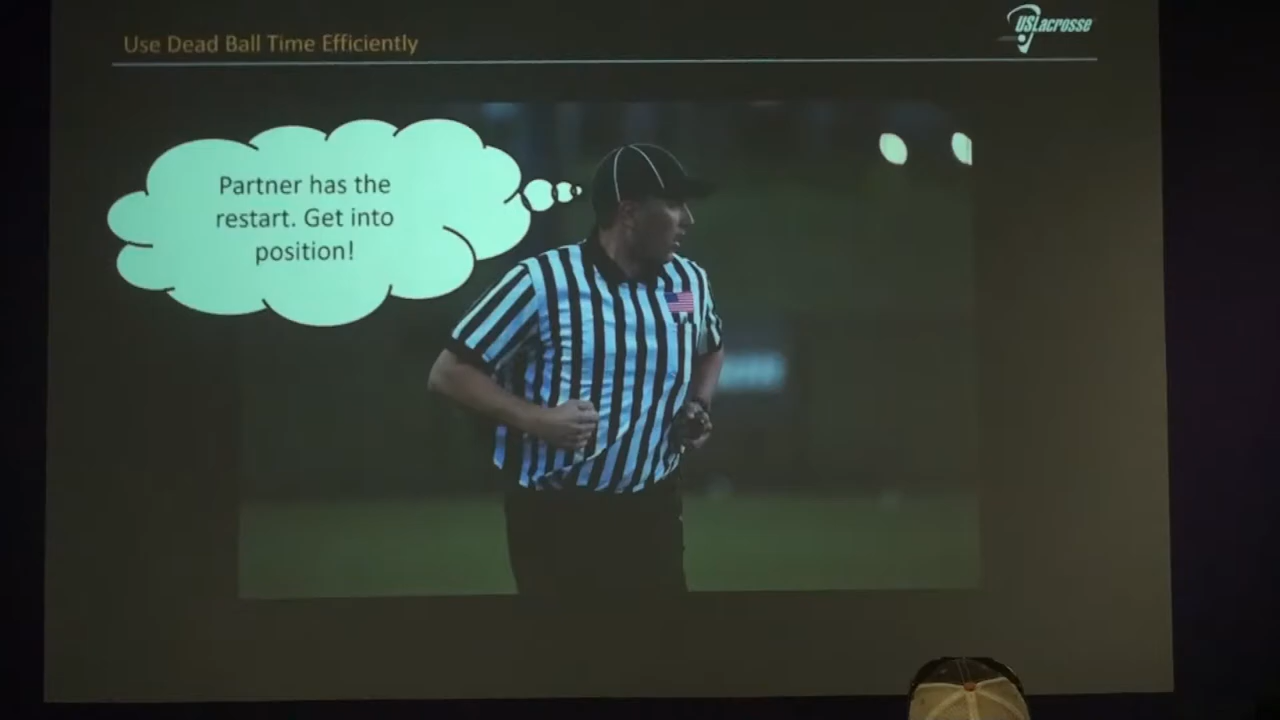 Use Dead Ball Time Efficiently
USLacrosse
Partner has the
restart. Get into
position!